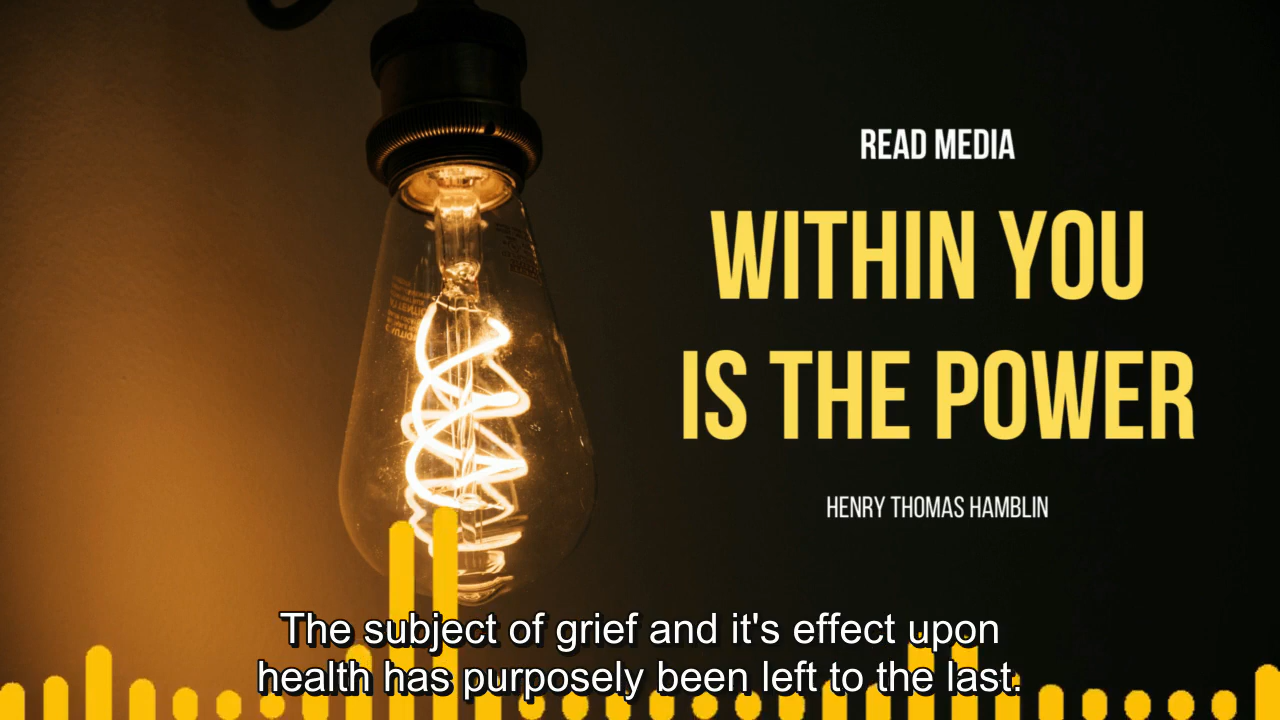 READ MEDIA
WITHIN YOU
IS THE POWER
HENRY THOMAS HAMBLIN
The subject of grief and it's effect upon
health has purposely been left to the last.